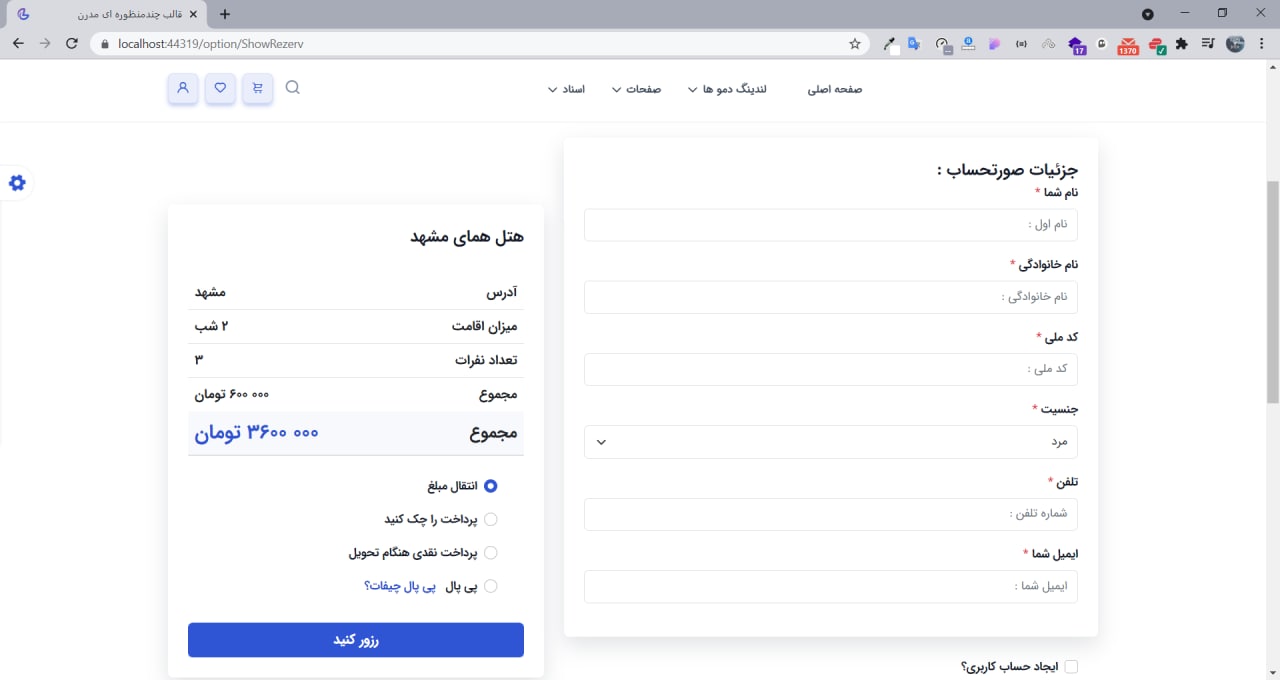 قالب چندمنظوره ای مدرن
localhost:44319/option/ShowRezerv
17
1370
صفحه اصلی
لندینگ دمو ها
صفحات
اسناد
جزئیات صورتحساب :
نام شما *
نام اول :
نام خانوادگی *
نام خانوادگی :
کد ملی *
کد ملی :
جنسیت *
مرد
تلفن *
شماره تلفن :
ایمیل شما *
ایمیل شما :
ایجاد حساب کاربری؟
هتل همای مشهد
آدرس مشهد
میزان اقامت ۲ شب
تعداد نفرات ۳
مجموع ۶۰۰ ۰۰۰ تومان
مجموع ۳۶۰۰ ۰۰۰ تومان
انتقال مبلغ
پرداخت را چک کنید
پرداخت نقدی هنگام تحویل
پی پال پی پال چیفات؟
رزور کنید